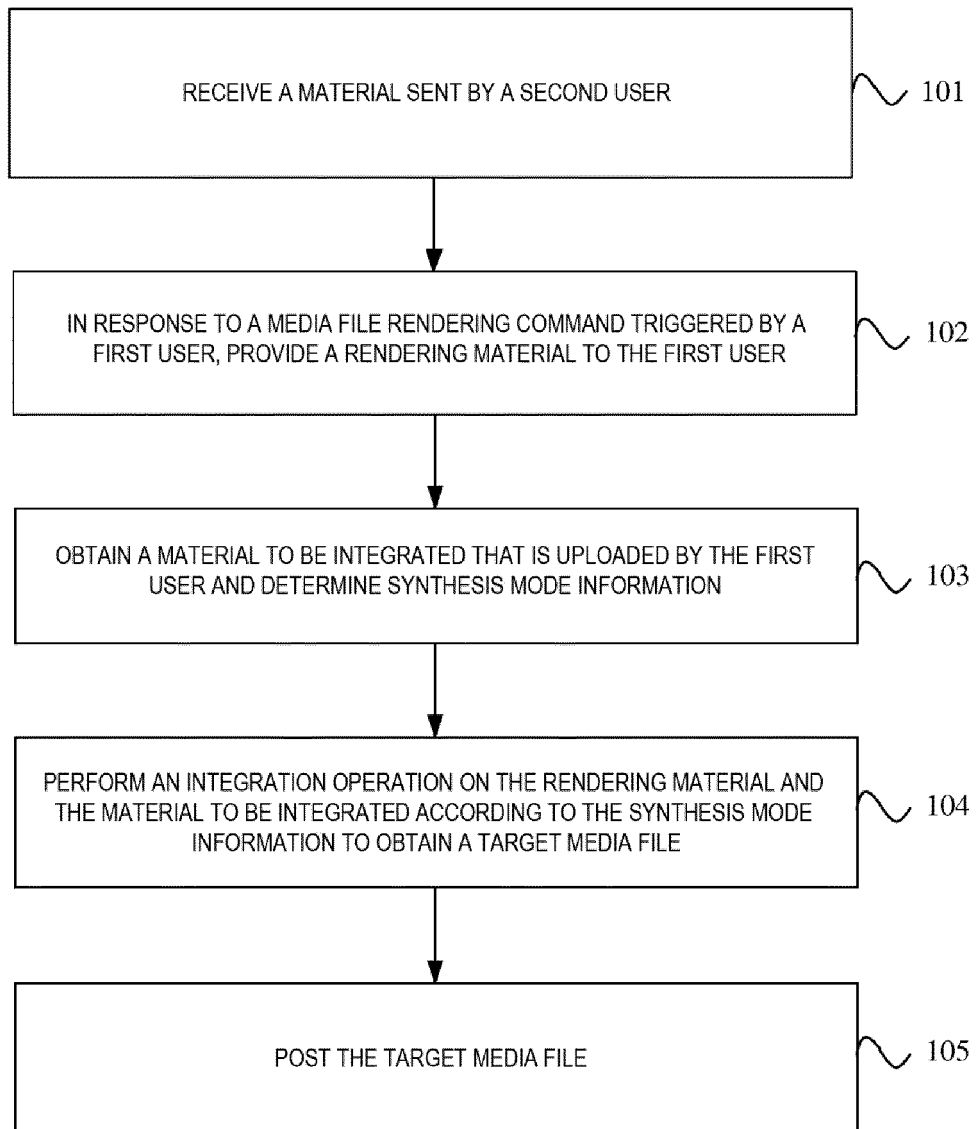 RECEIVE A MATERIAL SENT BY A SECOND USER
101
IN RESPONSE TO A MEDIA FILE RENDERING COMMAND TRIGGERED BY A
FIRST USER, PROVIDE A RENDERING MATERIAL TO THE FIRST USER
102
OBTAIN A MATERIAL TO BE INTEGRATED THAT IS UPLOADED BY THE FIRST
USER AND DETERMINE SYNTHESIS MODE INFORMATION
103
PERFORM AN INTEGRATION OPERATION ON THE RENDERING MATERIAL AND
THE MATERIAL TO BE INTEGRATED ACCORDING TO THE SYNTHESIS MODE
INFORMATION TO OBTAIN A TARGET MEDIA FILE
104
POST THE TARGET MEDIA FILE
105